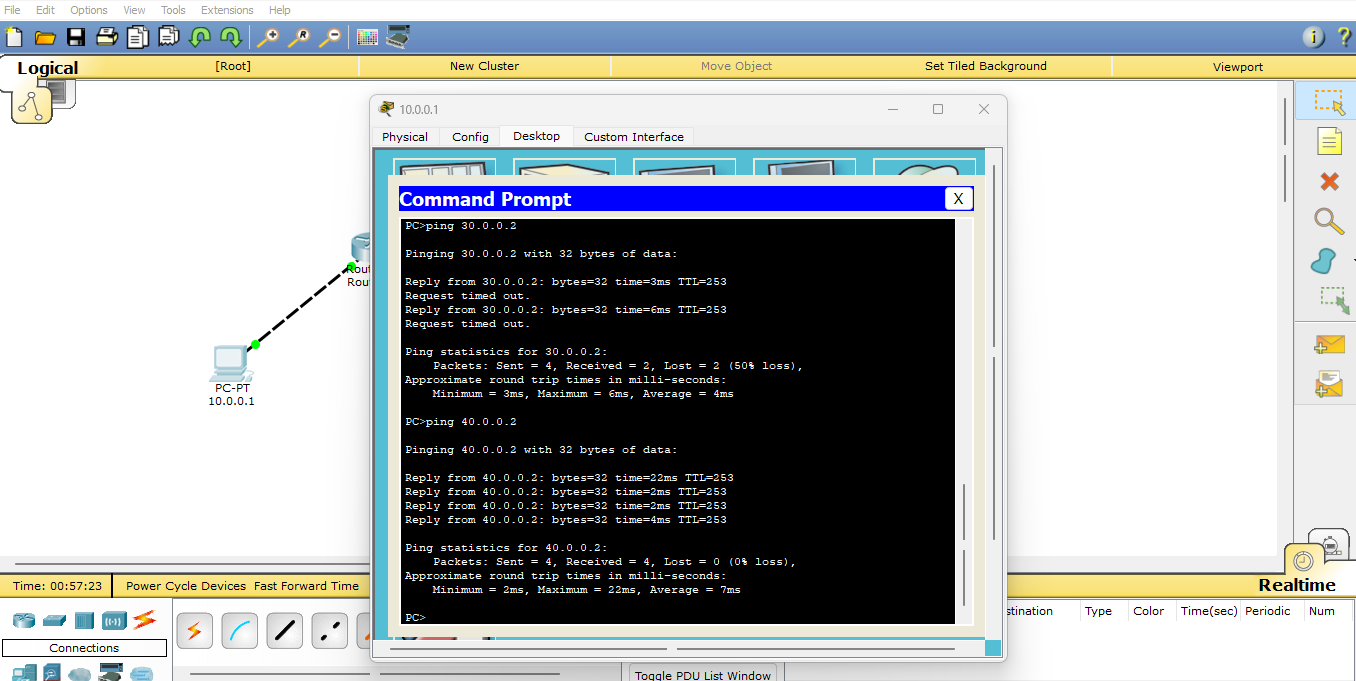 File Edit Options View Tools Extensions Help
Logical [Root] New Cluster Move Object Set Tiled Background Viewport
10.0.0.1
Physical Config Desktop Custom Interface
Command Prompt X
PC>ping 30.0.0.2
Pinging 30.0.0.2 with 32 bytes of data:
Reply from 30.0.0.2: bytes=32 time=3ms TTL=253
Request timed out.
Reply from 30.0.0.2: bytes=32 time=6ms TTL=253
Request timed out.
Ping statistics for 30.0.0.2:
Packets: Sent = 4, Received = 2, Lost = 2 (50% loss),
Approximate round trip times in milli-seconds:
Minimum = 3ms, Maximum = 6ms, Average = 4ms
PC>ping 40.0.0.2
Pinging 40.0.0.2 with 32 bytes of data:
Reply from 40.0.0.2: bytes=32 time=22ms TTL=253
Reply from 40.0.0.2: bytes=32 time=2ms TTL=253
Reply from 40.0.0.2: bytes=32 time=2ms TTL=253
Reply from 40.0.0.2: bytes=32 time=4ms TTL=253
Ping statistics for 40.0.0.2:
Packets: Sent = 4, Received = 4, Lost = 0 (0% loss),
Approximate round trip times in milli-seconds:
Minimum = 2ms, Maximum = 22ms, Average = 7ms
PC>
Rout
Rou
PC-PT
10.0.0.1
Time: 00:57:23 Power Cycle Devices Fast Forward Time Realtime
stination Type Color Time(sec) Periodic Num
Connections
Toggle PDU List Window